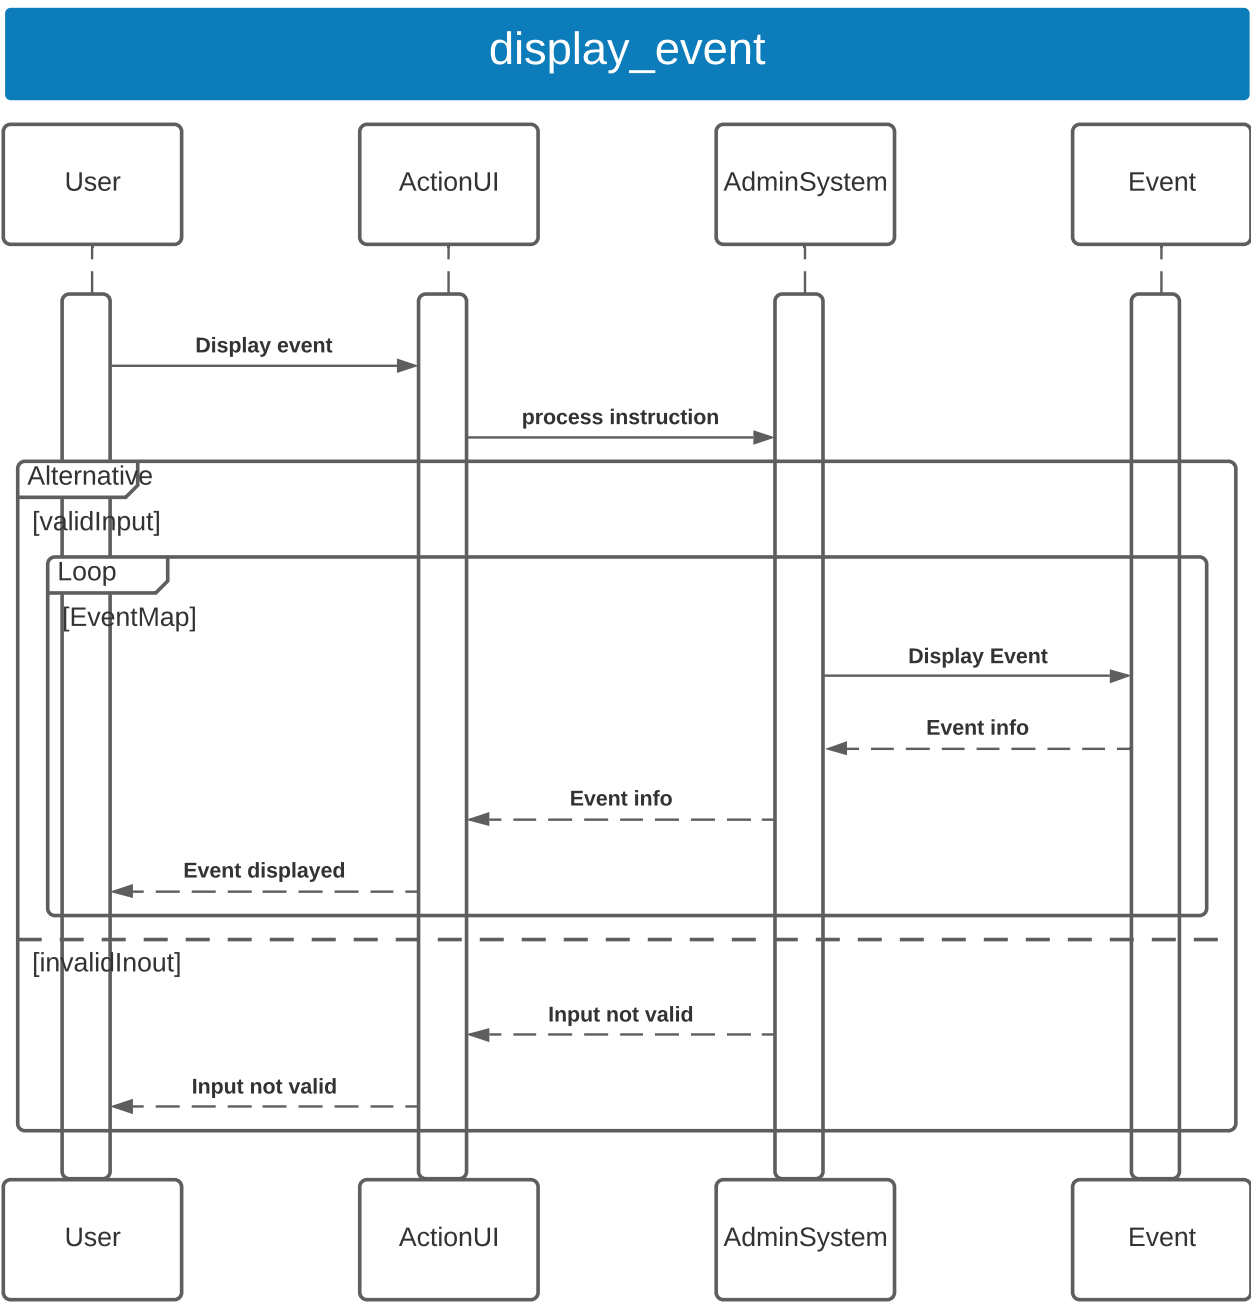 display_event
User
ActionUI
AdminSystem
Event
Display event
process instruction
Alternative
[validInput]
Loop
[EventMap]
Display Event
Event info
Event info
Event displayed
[invalidInout]
Input not valid
Input not valid
User
ActionUI
AdminSystem
Event